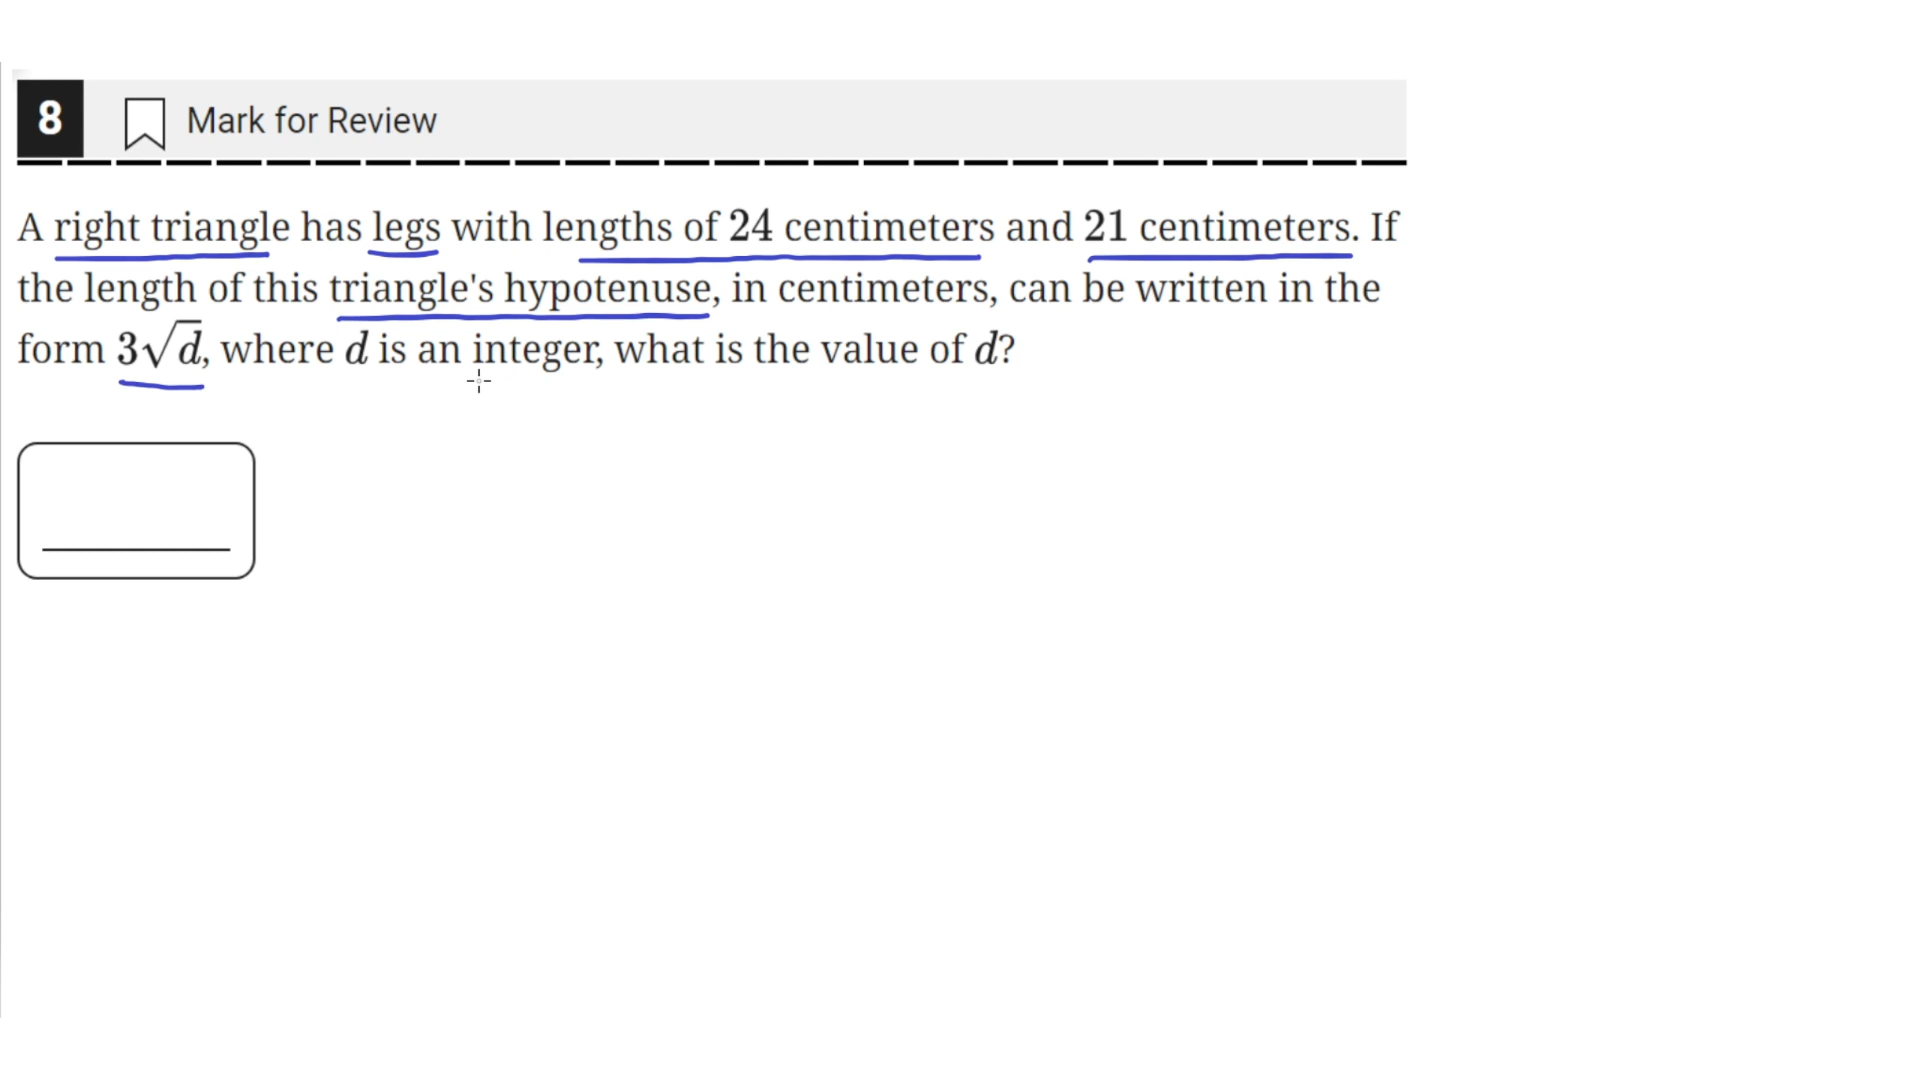 8 Mark for Review
A right triangle has legs with lengths of 24 centimeters and 21 centimeters. If
the length of this triangle's hypotenuse, in centimeters, can be written in the
form 3√d, where d is an integer, what is the value of d?